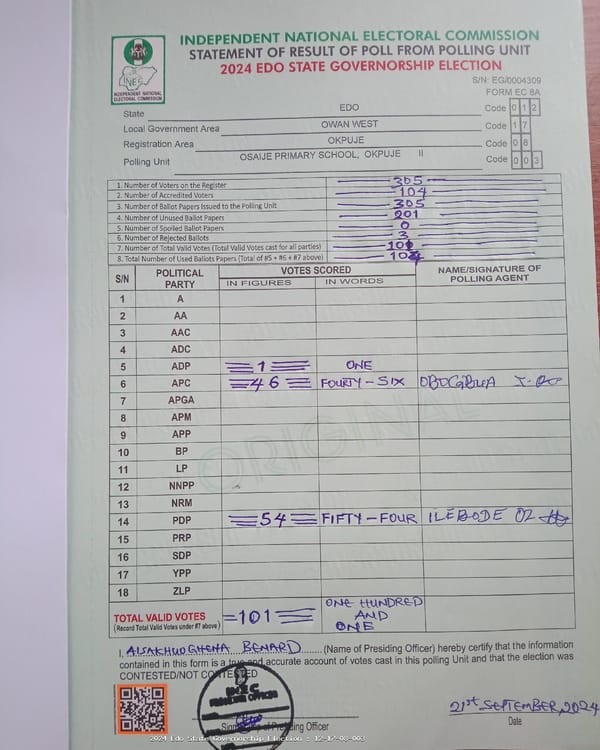 INDEPENDENT NATIONAL ELECTORAL COMMISSION
STATEMENT OF RESULT OF POLL FROM POLLING UNIT
2024 EDO STATE GOVERNORSHIP ELECTION
INEC
INDEPENDENT NATIONAL ELECTORAL COMMISSION
S/N: EG/0004309
FORM EC 8A
State EDO Code 0 1 2
Local Government Area OWAN WEST Code 1 7
Registration Area OKPUJE Code 0 8
Polling Unit OSAIJE PRIMARY SCHOOL, OKPUJE II Code 0 0 3
1. Number of Voters on the Register 305
2. Number of Accredited Voters 104
3. Number of Ballot Papers Issued to the Polling Unit 305
4. Number of Unused Ballot Papers 201
5. Number of Spoiled Ballot Papers 0
6. Number of Rejected Ballots 3
7. Number of Total Valid Votes (Total Valid Votes cast for all parties) 101
8. Total Number of Used Ballots Papers (Total of #5 + #6 + #7 above) 104
S/N POLITICAL PARTY VOTES SCORED NAME/SIGNATURE OF POLLING AGENT
IN FIGURES IN WORDS
1 A
2 AA
3 AAC
4 ADC
5 ADP 1 ONE
6 APC 46 FOURTY-SIX
7 APGA
8 APM
9 APP
10 BP
11 LP
12 NNPP
13 NRM
14 PDP 54 FIFTY-FOUR ILEBODE OZ
15 PRP
16 SDP
17 YPP
18 ZLP
ORIGINAL
TOTAL VALID VOTES =101= ONE HUNDRED AND ONE
(Record Total Valid Votes under #7 above)
I, BENARD (Name of Presiding Officer) hereby certify that the information
contained in this form is a true and accurate account of votes cast in this polling Unit and that the election was
CONTESTED/NOT CONTESTED
INEC
PRESIDING OFFICER
Signature of Presiding Officer
21st SEPTEMBER, 2024
Date
2024 Edo State Governorship Election : 12-17-08-003